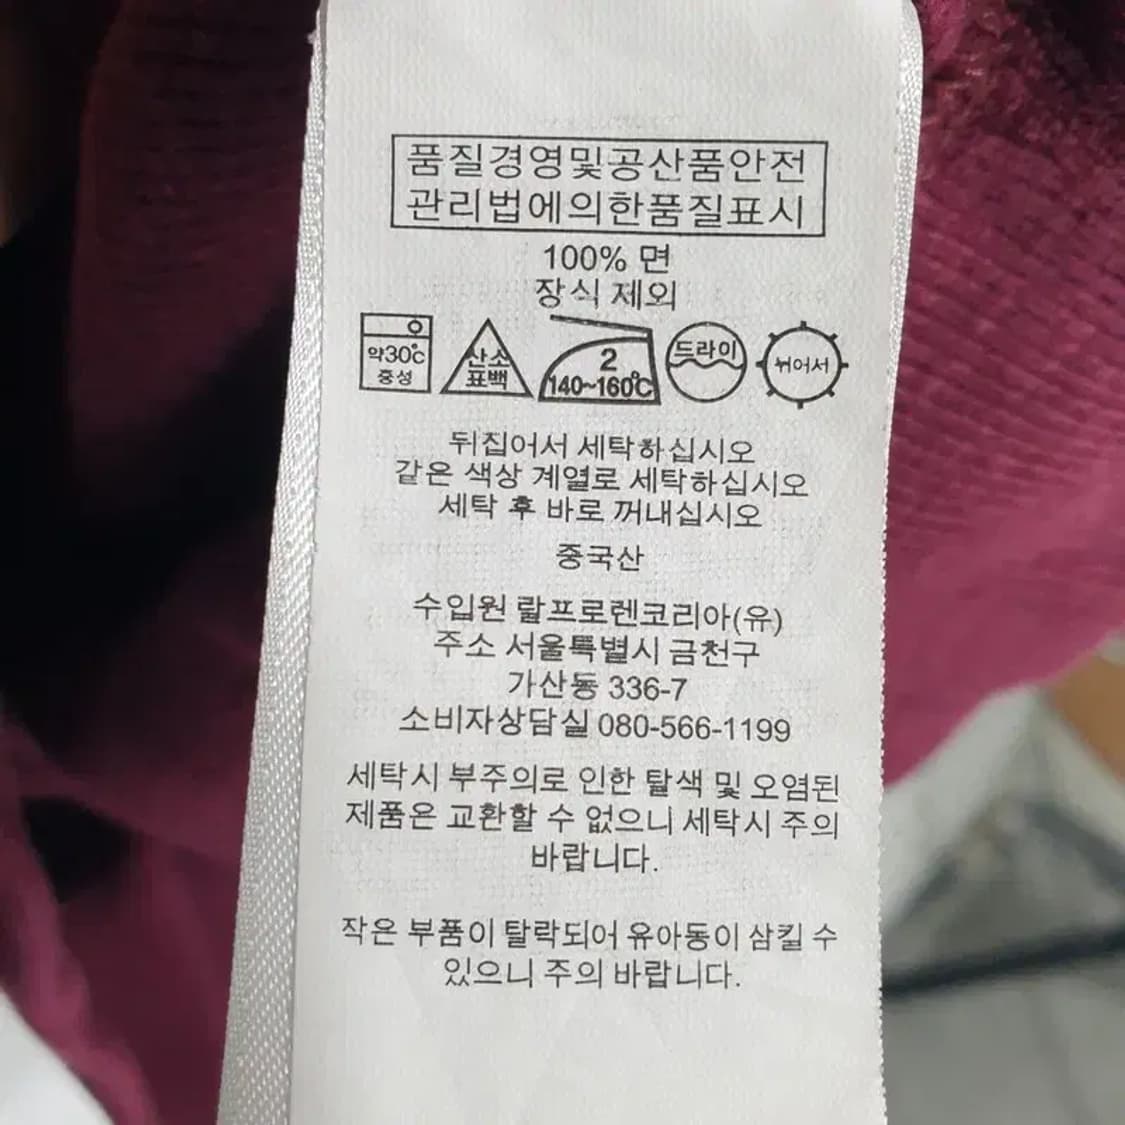 품질경영및공산품안전
관리법에의한품질표시
100% 면
장식 제외
약30℃
중성
산소
표백
2
140~160℃
드라이
뉘어서
뒤집어서 세탁하십시오
같은 색상 계열로 세탁하십시오
세탁 후 바로 꺼내십시오
중국산
수입원 랄프로렌코리아(유)
주소 서울특별시 금천구
가산동 336-7
소비자상담실 080-566-1199
세탁시 부주의로 인한 탈색 및 오염된
제품은 교환할 수 없으니 세탁시 주의
바랍니다.
작은 부품이 탈락되어 유아동이 삼킬 수
있으니 주의 바랍니다.